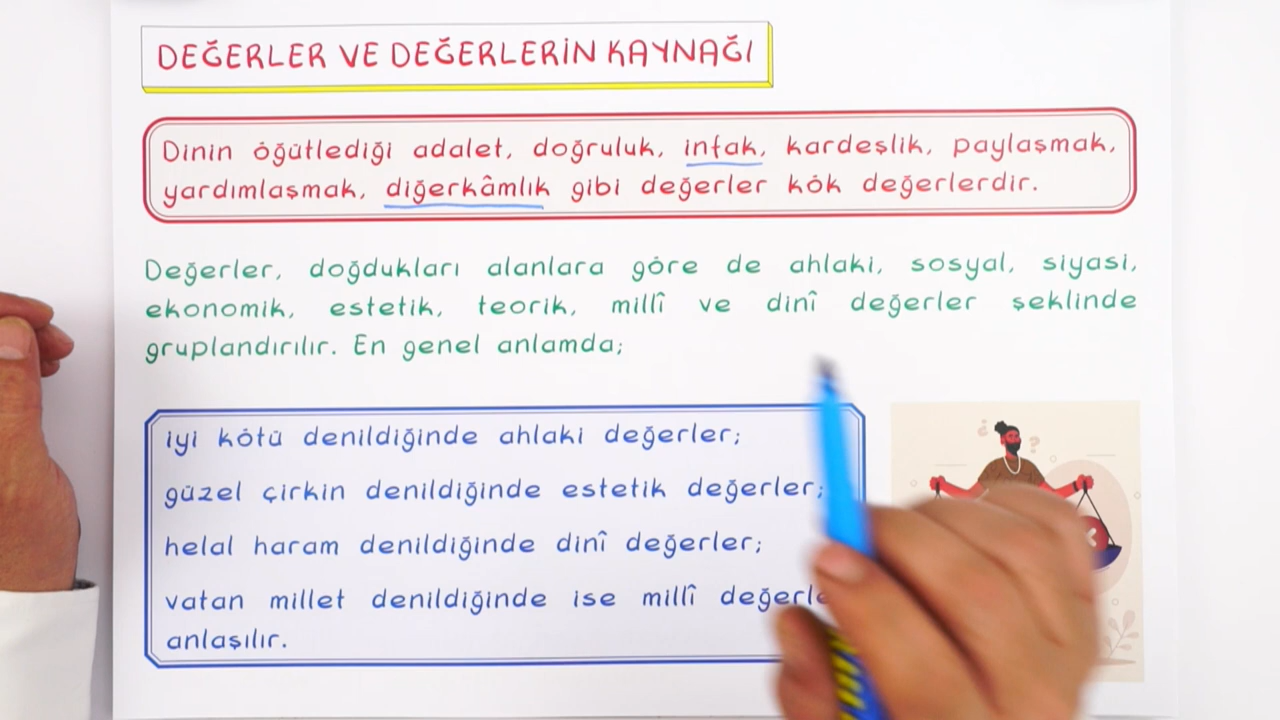 DEĞERLER VE DEĞERLERİN KAYNAĞI
Dinin öğütlediği adalet, doğruluk, infak, kardeşlik, paylaşmak,
yardımlaşmak, diğerkâmlık gibi değerler kök değerlerdir.
Değerler, doğdukları alanlara göre de ahlaki, sosyal, siyasi,
ekonomik, estetik, teorik, millî ve dinî değerler şeklinde
gruplandırılır. En genel anlamda;
iyi kötü denildiğinde ahlaki değerler;
güzel çirkin denildiğinde estetik değerler;
helal haram denildiğinde dinî değerler;
vatan millet denildiğinde ise millî
anlaşılır.